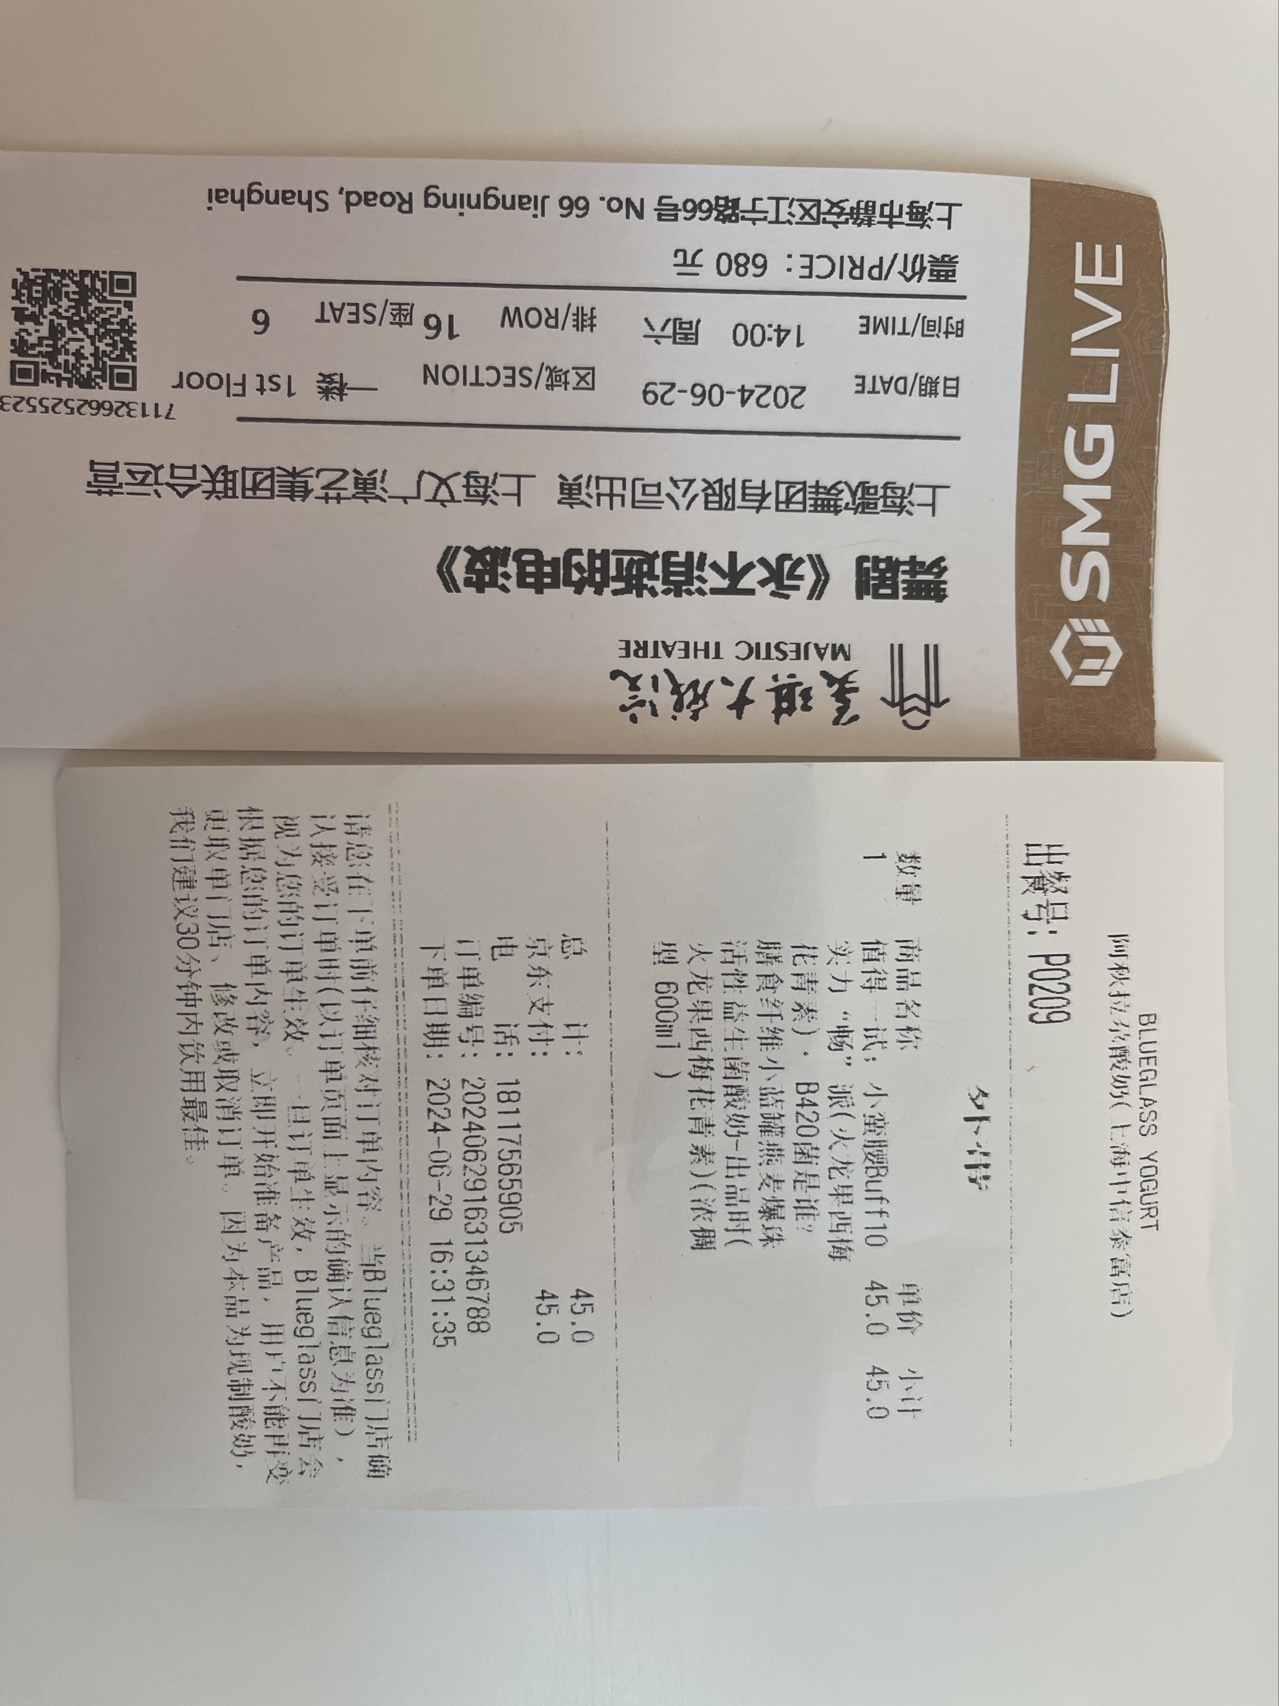 SMG LIVE
美琪大戏院
MAJESTIC THEATRE
舞剧《永不消逝的电波》
上海歌舞团有限公司出演 上海文广演艺集团联合运营
711326625255523
日期/DATE 2024-06-29 区域/SECTION 一楼 1st Floor
时间/TIME 14:00 周六 排/ROW 16 座/SEAT 6
票价/PRICE: 680 元
上海市静安区江宁路66号 No. 66 Jiangning Road, Shanghai
BLUEGLASS YOGURT
阿秋拉尕酸奶(上海中信泰富店)
出餐号: P0209
外带
数量 商品名称 单价 小计
1 值得一试; 小蛮腰Buff10 45.0 45.0
实力“畅”派(火龙果西梅
花青素)·B420菌是谁?
膳食纤维小蓝罐燕麦爆珠
活性益生菌酸奶-出品时(
火龙果西梅花青素)(浓稠
型 600ml )
总 计: 45.0
京东支付: 45.0
电 话: 18117565905
订单编号: 20240629163134​6788
下单日期: 2024-06-29 16:31:35
请您在下单前仔细核对订单内容。当Blueglass门店确
认接受订单时(以订单页面上显示的确认信息为准),
视为您的订单生效。一旦订单生效, Blueglass门店会
根据您的订单内容, 立即开始准备产品, 用户不能再变
更取单门店、修改或取消订单。因为本品为现制酸奶,
我们建议30分钟内饮用最佳。